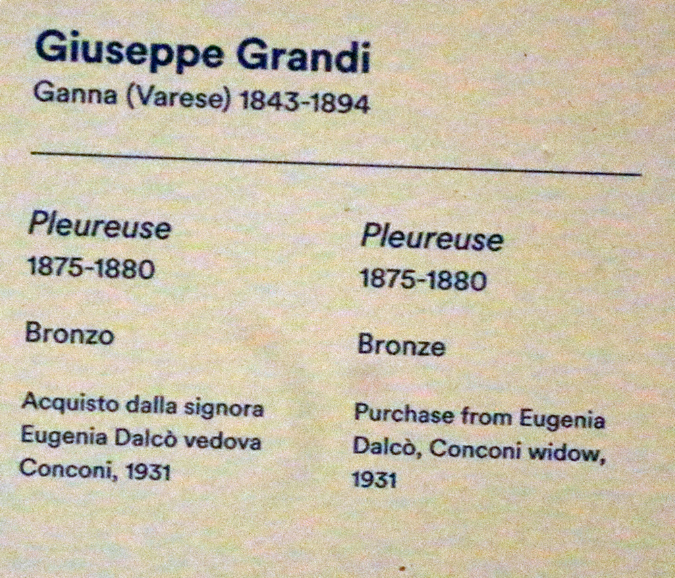 Giuseppe Grandi
Ganna (Varese) 1843-1894
Pleureuse
1875-1880
Bronzo
Acquisto dalla signora
Eugenia Dalcò vedova
Conconi, 1931
Pleureuse
1875-1880
Bronze
Purchase from Eugenia
Dalcò, Conconi widow,
1931